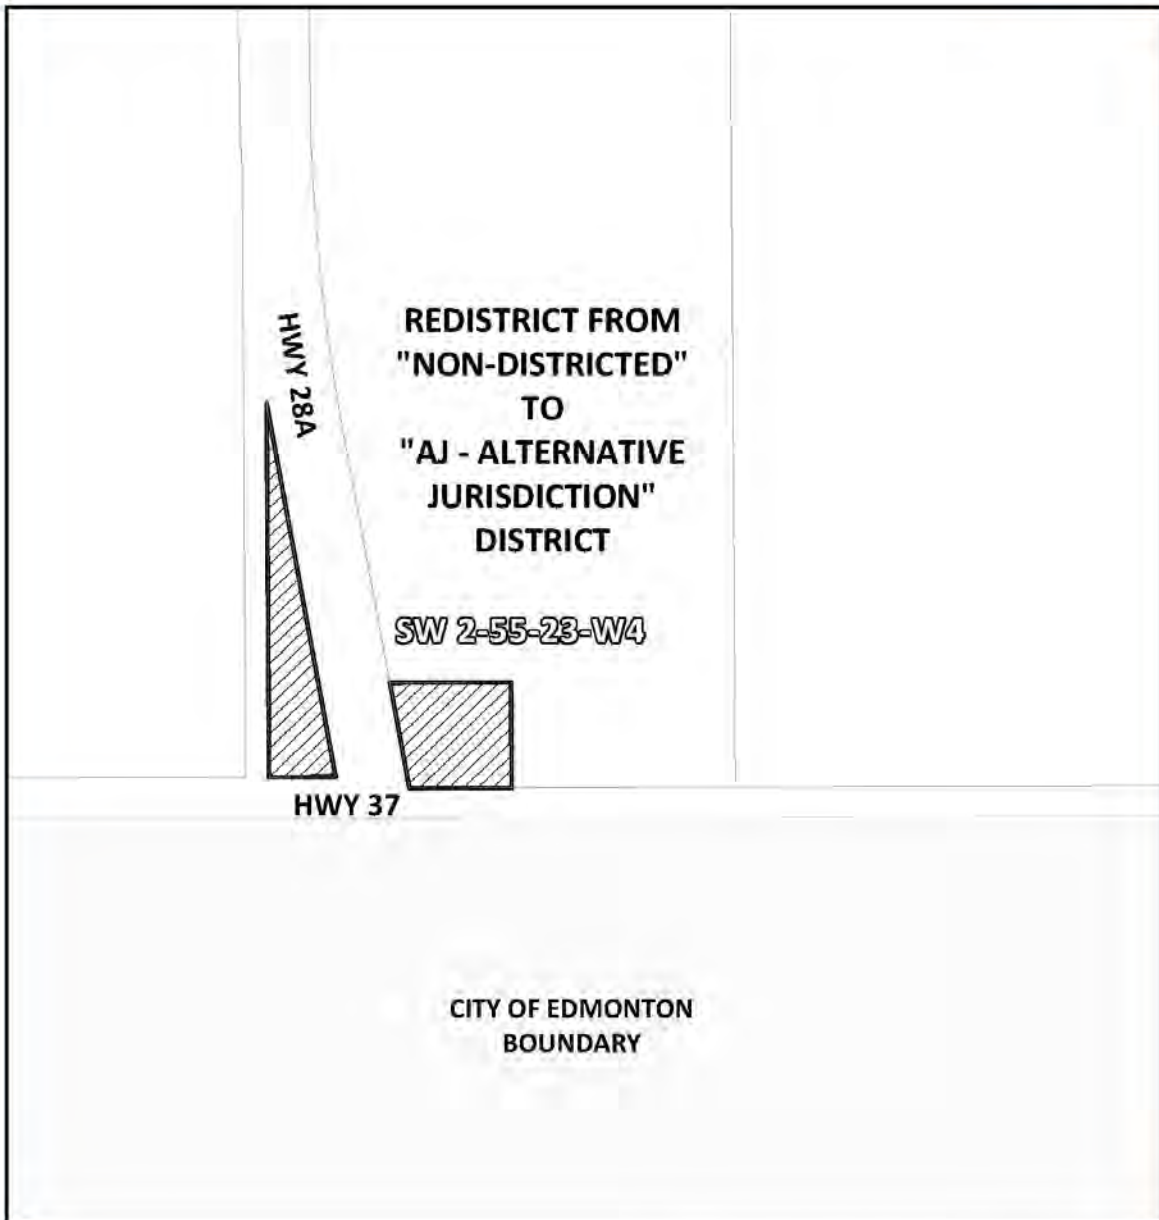 HWY 28A
REDISTRICT FROM
"NON-DISTRICTED"
TO
"AJ - ALTERNATIVE
JURISDICTION"
DISTRICT
SW 2-55-23-W4
HWY 37
CITY OF EDMONTON
BOUNDARY